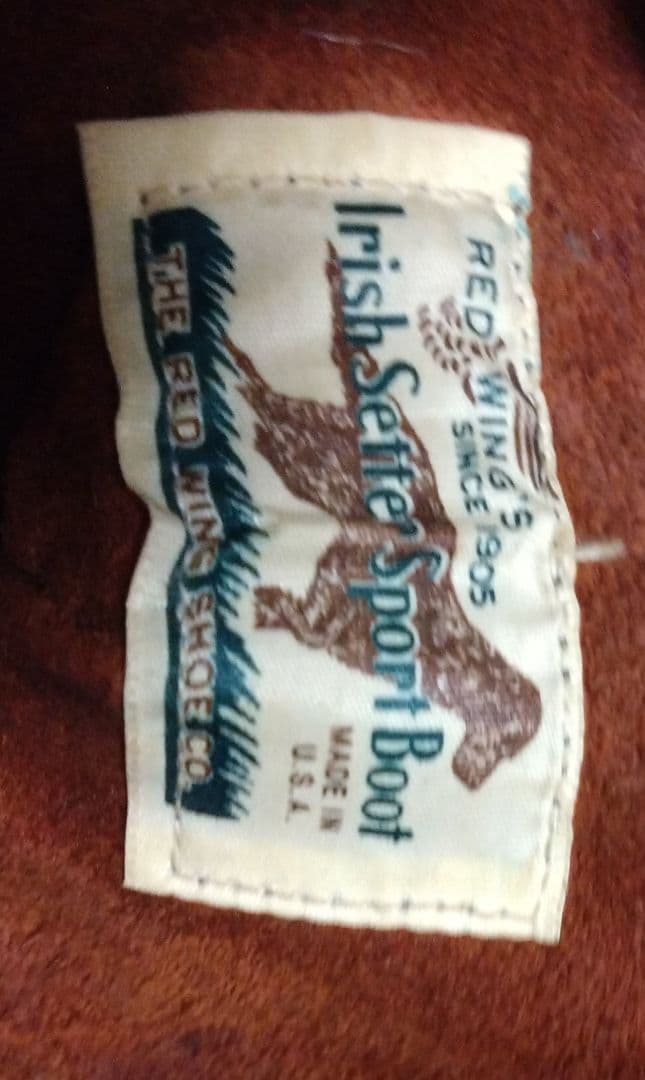 RED WING'S
SINCE 1905
Irish Setter Sport Boot
MADE IN
U.S.A.
THE RED WING SHOE CO.